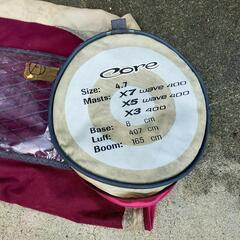 Core
Size: 4.7
Masts: X7 wave 400
X5 wave 400
X3 400
Base: 8 cm
Luff: 407 cm
Boom: 165 cm